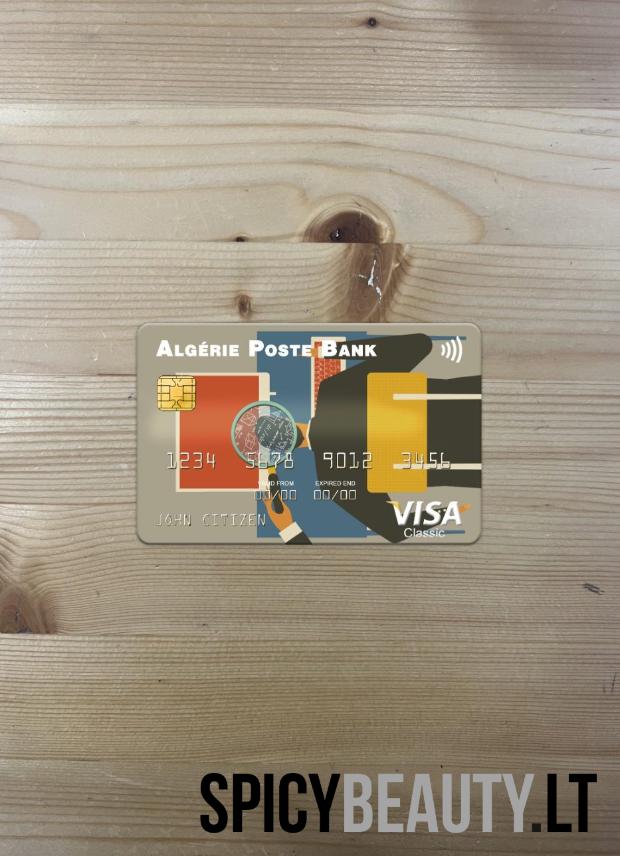 ALGÉRIE POSTE BANK
1234 5678 9012 3456
VALID FROM EXPIRED END
00/00 00/00
JOHN CITIZEN
VISA
Classic
SPICYBEAUTY.LT